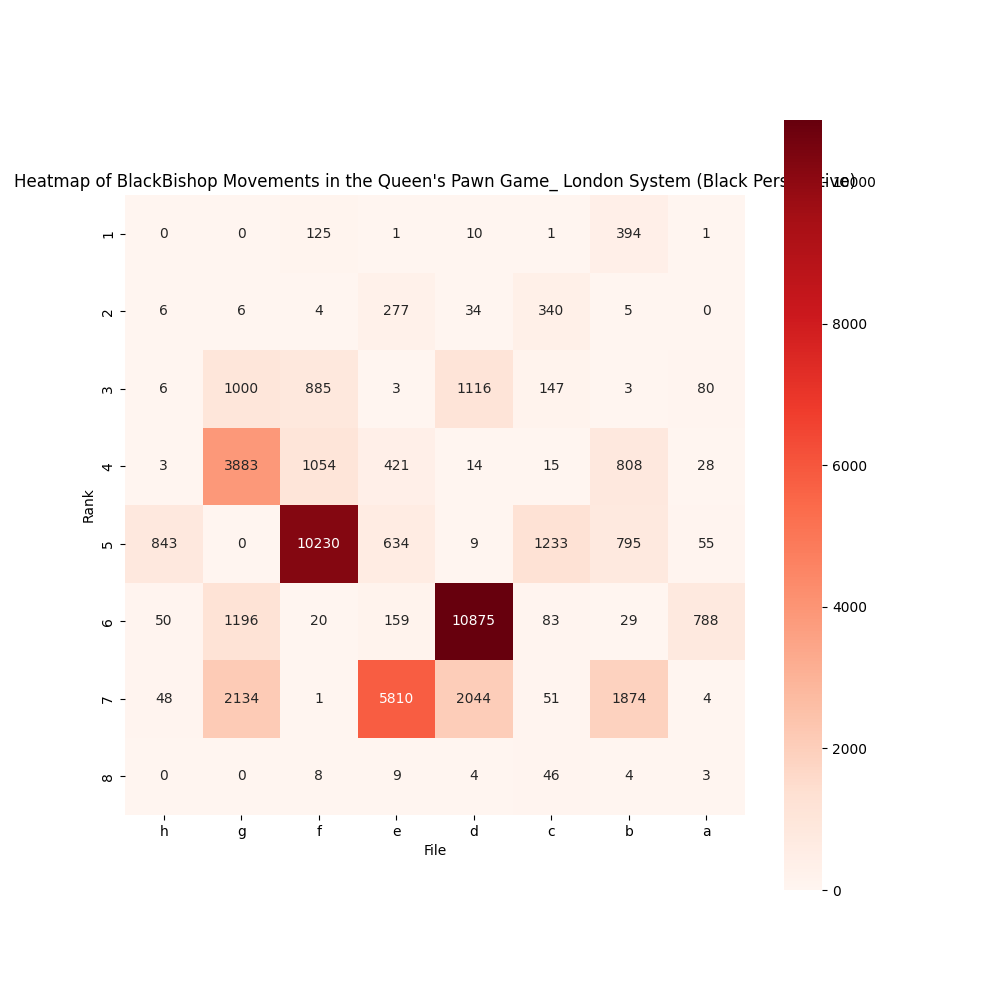 Heatmap of BlackBishop Movements in the Queen's Pawn Game_ London System (Black Perspective)
10000
1 0 0 125 1 10 1 394 1
2 6 6 4 277 34 340 5 0
8000
3 6 1000 885 3 1116 147 3 80
4 3 3883 1054 421 14 15 808 28
6000
Rank
5 843 0 10230 634 9 1233 795 55
4000
6 50 1196 20 159 10875 83 29 788
7 48 2134 1 5810 2044 51 1874 4
2000
8 0 0 8 9 4 46 4 3
h g f e d c b a
File
0